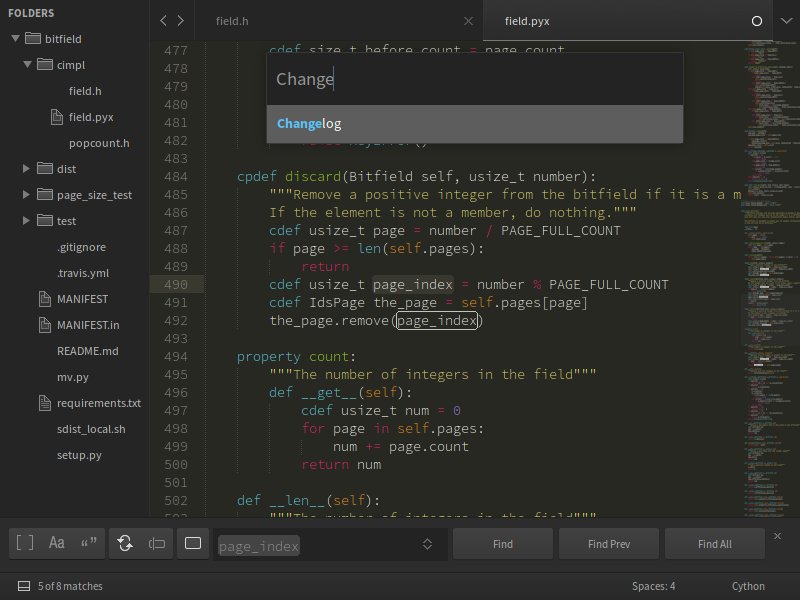 FOLDERS
bitfield
cimpl
field.h
field.pyx
popcount.h
dist
page_size_test
test
.gitignore
.travis.yml
MANIFEST
MANIFEST.in
README.md
mv.py
requirements.txt
sdist_local.sh
setup.py
field.h
field.pyx
477 cdef size_t before_count = page.count
478
479
480
481
482
483
484 cpdef discard(Bitfield self, usize_t number):
485 """Remove a positive integer from the bitfield if it is a m
486 If the element is not a member, do nothing."""
487 cdef usize_t page = number / PAGE_FULL_COUNT
488 if page >= len(self.pages):
489 return
490 cdef usize_t page_index = number % PAGE_FULL_COUNT
491 cdef IdsPage the_page = self.pages[page]
492 the_page.remove(page_index)
493
494 property count:
495 """The number of integers in the field"""
496 def __get__(self):
497 cdef usize_t num = 0
498 for page in self.pages:
499 num += page.count
500 return num
501
502 def __len__(self):
503 """The number of integers in the field"""
Change
Changelog
[ ] Aa “ ”
page_index
Find
Find Prev
Find All
5 of 8 matches
Spaces: 4
Cython